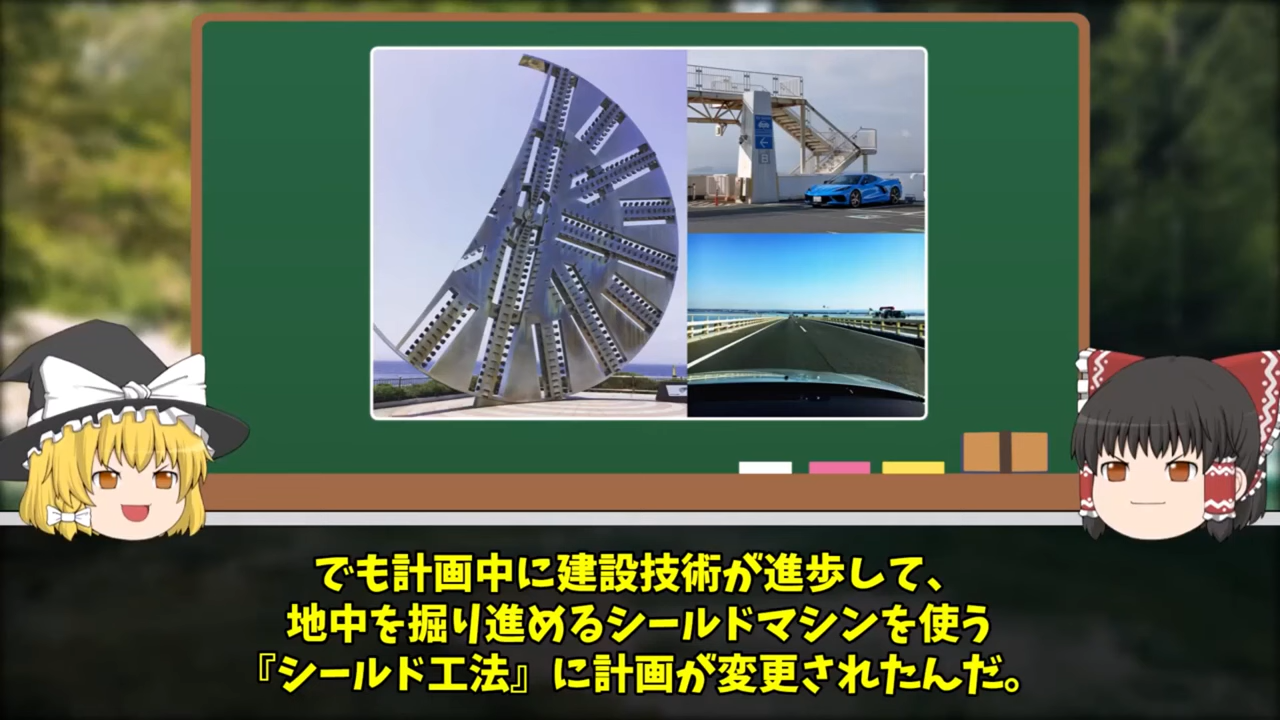 B
でも計画中に建設技術が進歩して、
地中を掘り進めるシールドマシンを使う
『シールド工法』に計画が変更されたんだ。